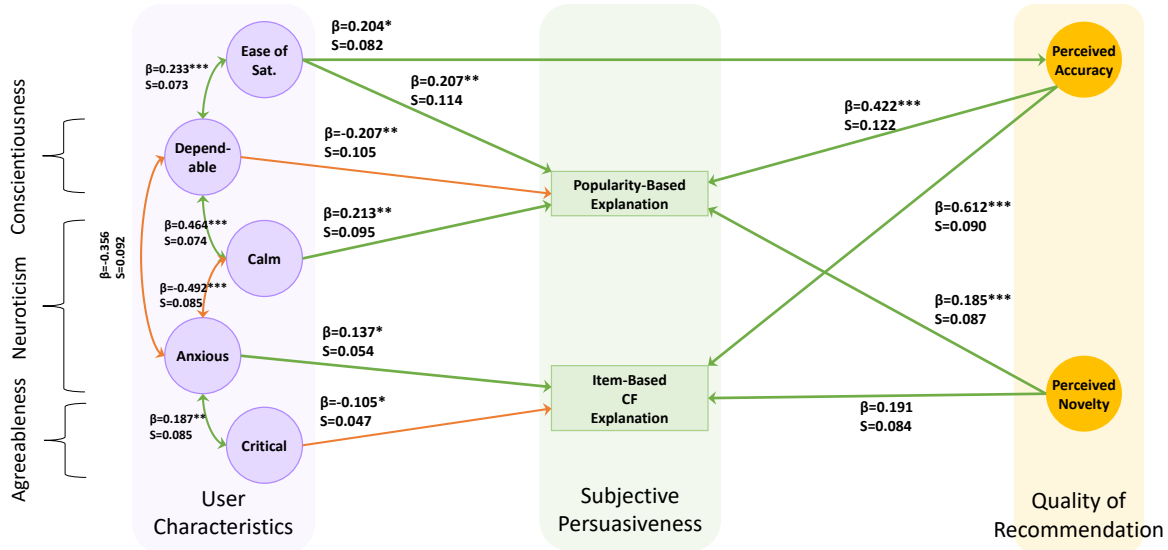 β=0.204*
S=0.082
Ease of
Sat.
β=0.233***
S=0.073
Perceived
Accuracy
β=0.207**
S=0.114
β=0.422***
S=0.122
Conscientiousness
Depend-
able
β=-0.207**
S=0.105
Popularity-Based
Explanation
β=0.612***
S=0.090
β=0.464***
S=0.074
β=0.213**
S=0.095
β=-0.356
S=0.092
Neuroticism
Calm
β=-0.492***
S=0.085
β=0.185***
S=0.087
Anxious
β=0.137*
S=0.054
Item-Based
CF
Explanation
Perceived
Novelty
β=0.191
S=0.084
Agreeableness
β=0.187**
S=0.085
β=-0.105*
S=0.047
Critical
User
Characteristics
Subjective
Persuasiveness
Quality of
Recommendation